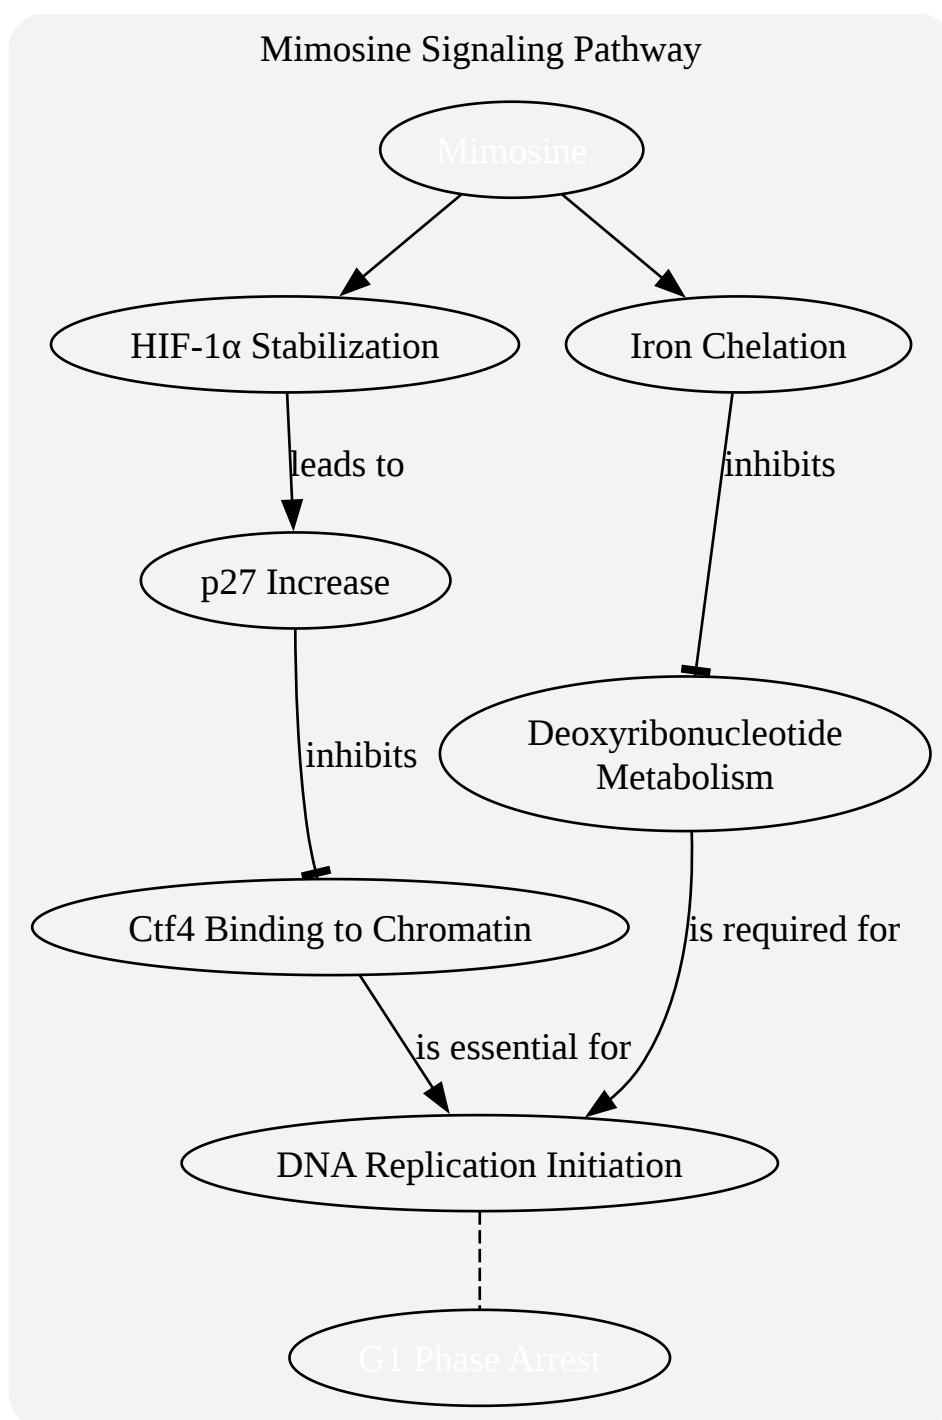 Mimosine Signaling Pathway
Mimosine
HIF-1α Stabilization
Iron Chelation
leads to
inhibits
p27 Increase
Deoxyribonucleotide
Metabolism
inhibits
Ctf4 Binding to Chromatin
is required for
is essential for
DNA Replication Initiation
G1 Phase Arrest